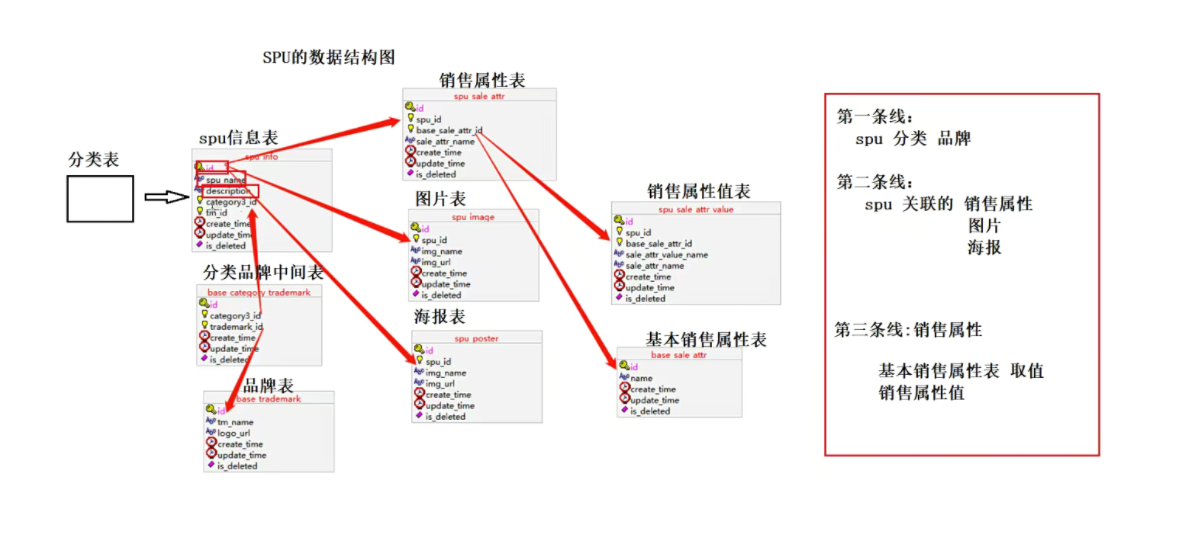 SPU的数据结构图
分类表
spu信息表
spu info
id
spu_name
description
category3_id
tm_id
create_time
update_time
is_deleted
分类品牌中间表
base category trademark
id
category3_id
trademark_id
create_time
update_time
is_deleted
品牌表
base trademark
id
tm_name
logo_url
create_time
update_time
is_deleted
销售属性表
spu sale attr
id
spu_id
base_sale_attr_id
sale_attr_name
create_time
update_time
is_deleted
图片表
spu image
id
spu_id
img_name
img_url
create_time
update_time
is_deleted
海报表
spu poster
id
spu_id
img_name
img_url
create_time
update_time
is_deleted
销售属性值表
spu sale attr value
id
spu_id
base_sale_attr_id
sale_attr_value_name
sale_attr_name
create_time
update_time
is_deleted
基本销售属性表
base sale attr
id
name
create_time
update_time
is_deleted
第一条线:
spu 分类 品牌
第二条线:
spu 关联的 销售属性
图片
海报
第三条线:销售属性
基本销售属性表 取值
销售属性值